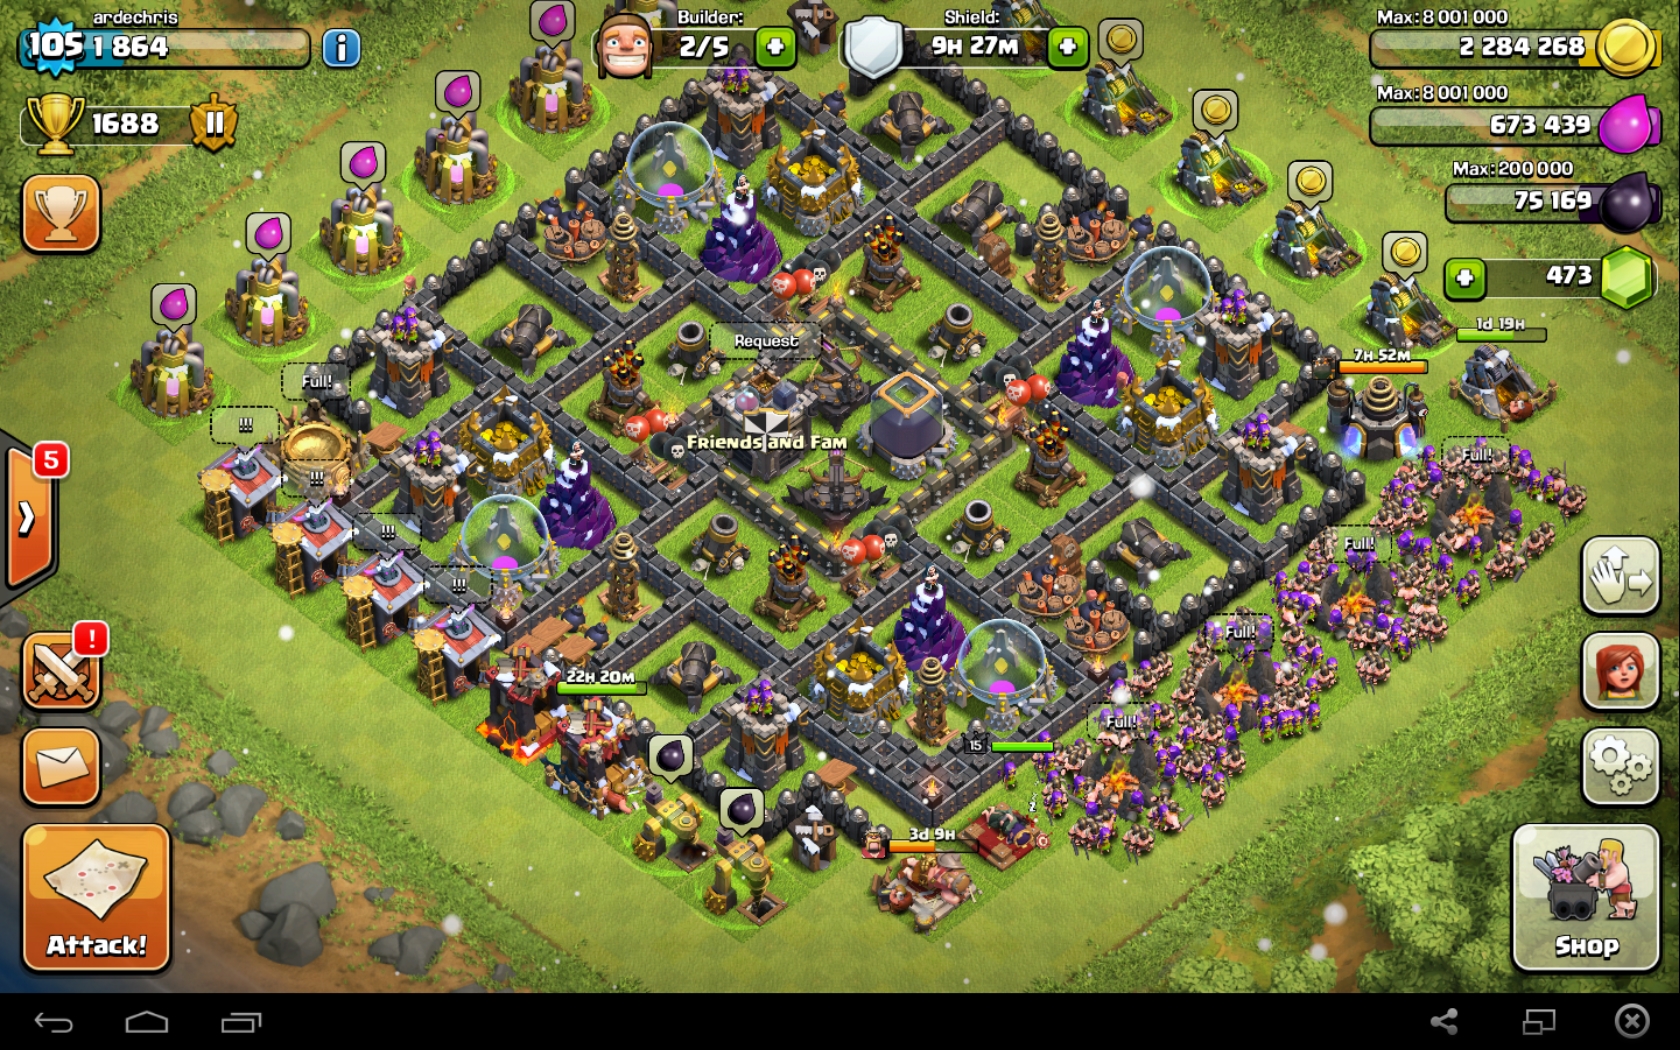 ardechris
105 1 864
i
Builder:
2/5
Shield:
9h 27m
Max: 8 001 000
2 284 268
1688
II
Max: 8 001 000
673 439
Max: 200 000
75 169
473
1d 19h
7h 52m
Request
Full!
!!!
Friends and Fam
5
!!!
!!!
!!!
Full!
Full!
Full!
Full!
!
22h 20m
15
z
3d 9h
Attack!
Shop